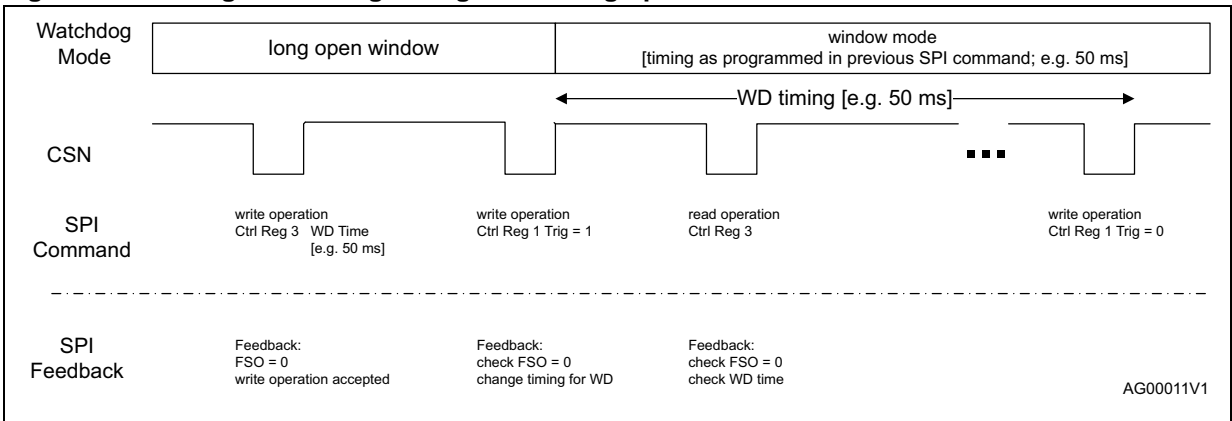 Watchdog
Mode
long open window
window mode
[timing as programmed in previous SPI command; e.g. 50 ms]
WD timing [e.g. 50 ms]
CSN
SPI
Command
write operation
Ctrl Reg 3 WD Time
[e.g. 50 ms]
write operation
Ctrl Reg 1 Trig = 1
read operation
Ctrl Reg 3
write operation
Ctrl Reg 1 Trig = 0
SPI
Feedback
Feedback:
FSO = 0
write operation accepted
Feedback:
check FSO = 0
change timing for WD
Feedback:
check FSO = 0
check WD time
AG00011V1